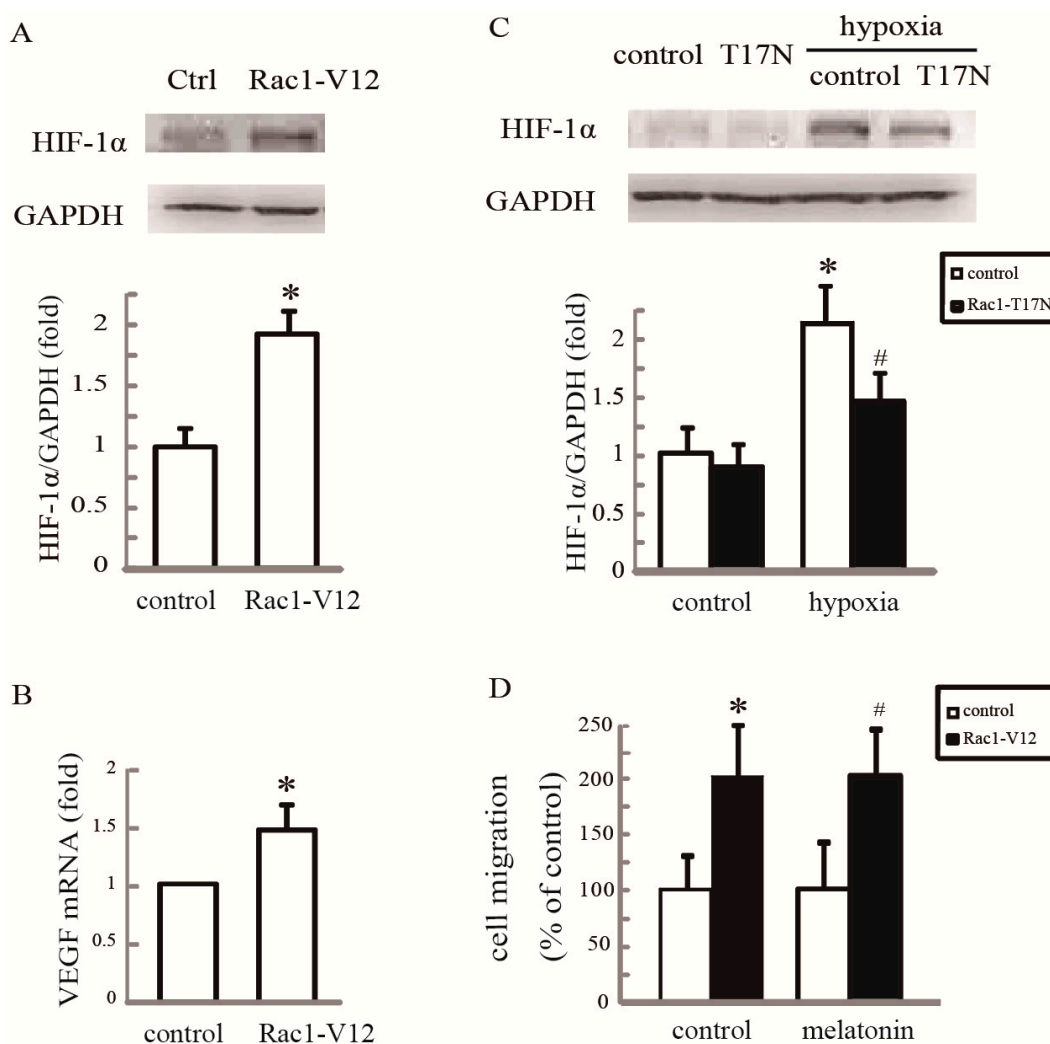 A
Ctrl Rac1-V12
HIF-1α
GAPDH
HIF-1α/GAPDH (fold)
2
1.5
1
0.5
0
*
control Rac1-V12
B
VEGF mRNA (fold)
2
1.5
1
0.5
0
*
control Rac1-V12
C
hypoxia
control T17N control T17N
HIF-1α
GAPDH
control
Rac1-T17N
HIF-1α/GAPDH (fold)
2
1.5
1
0.5
0
*
#
control hypoxia
D
control
Rac1-V12
cell migration
(% of control)
250
200
150
100
50
0
*
#
control melatonin